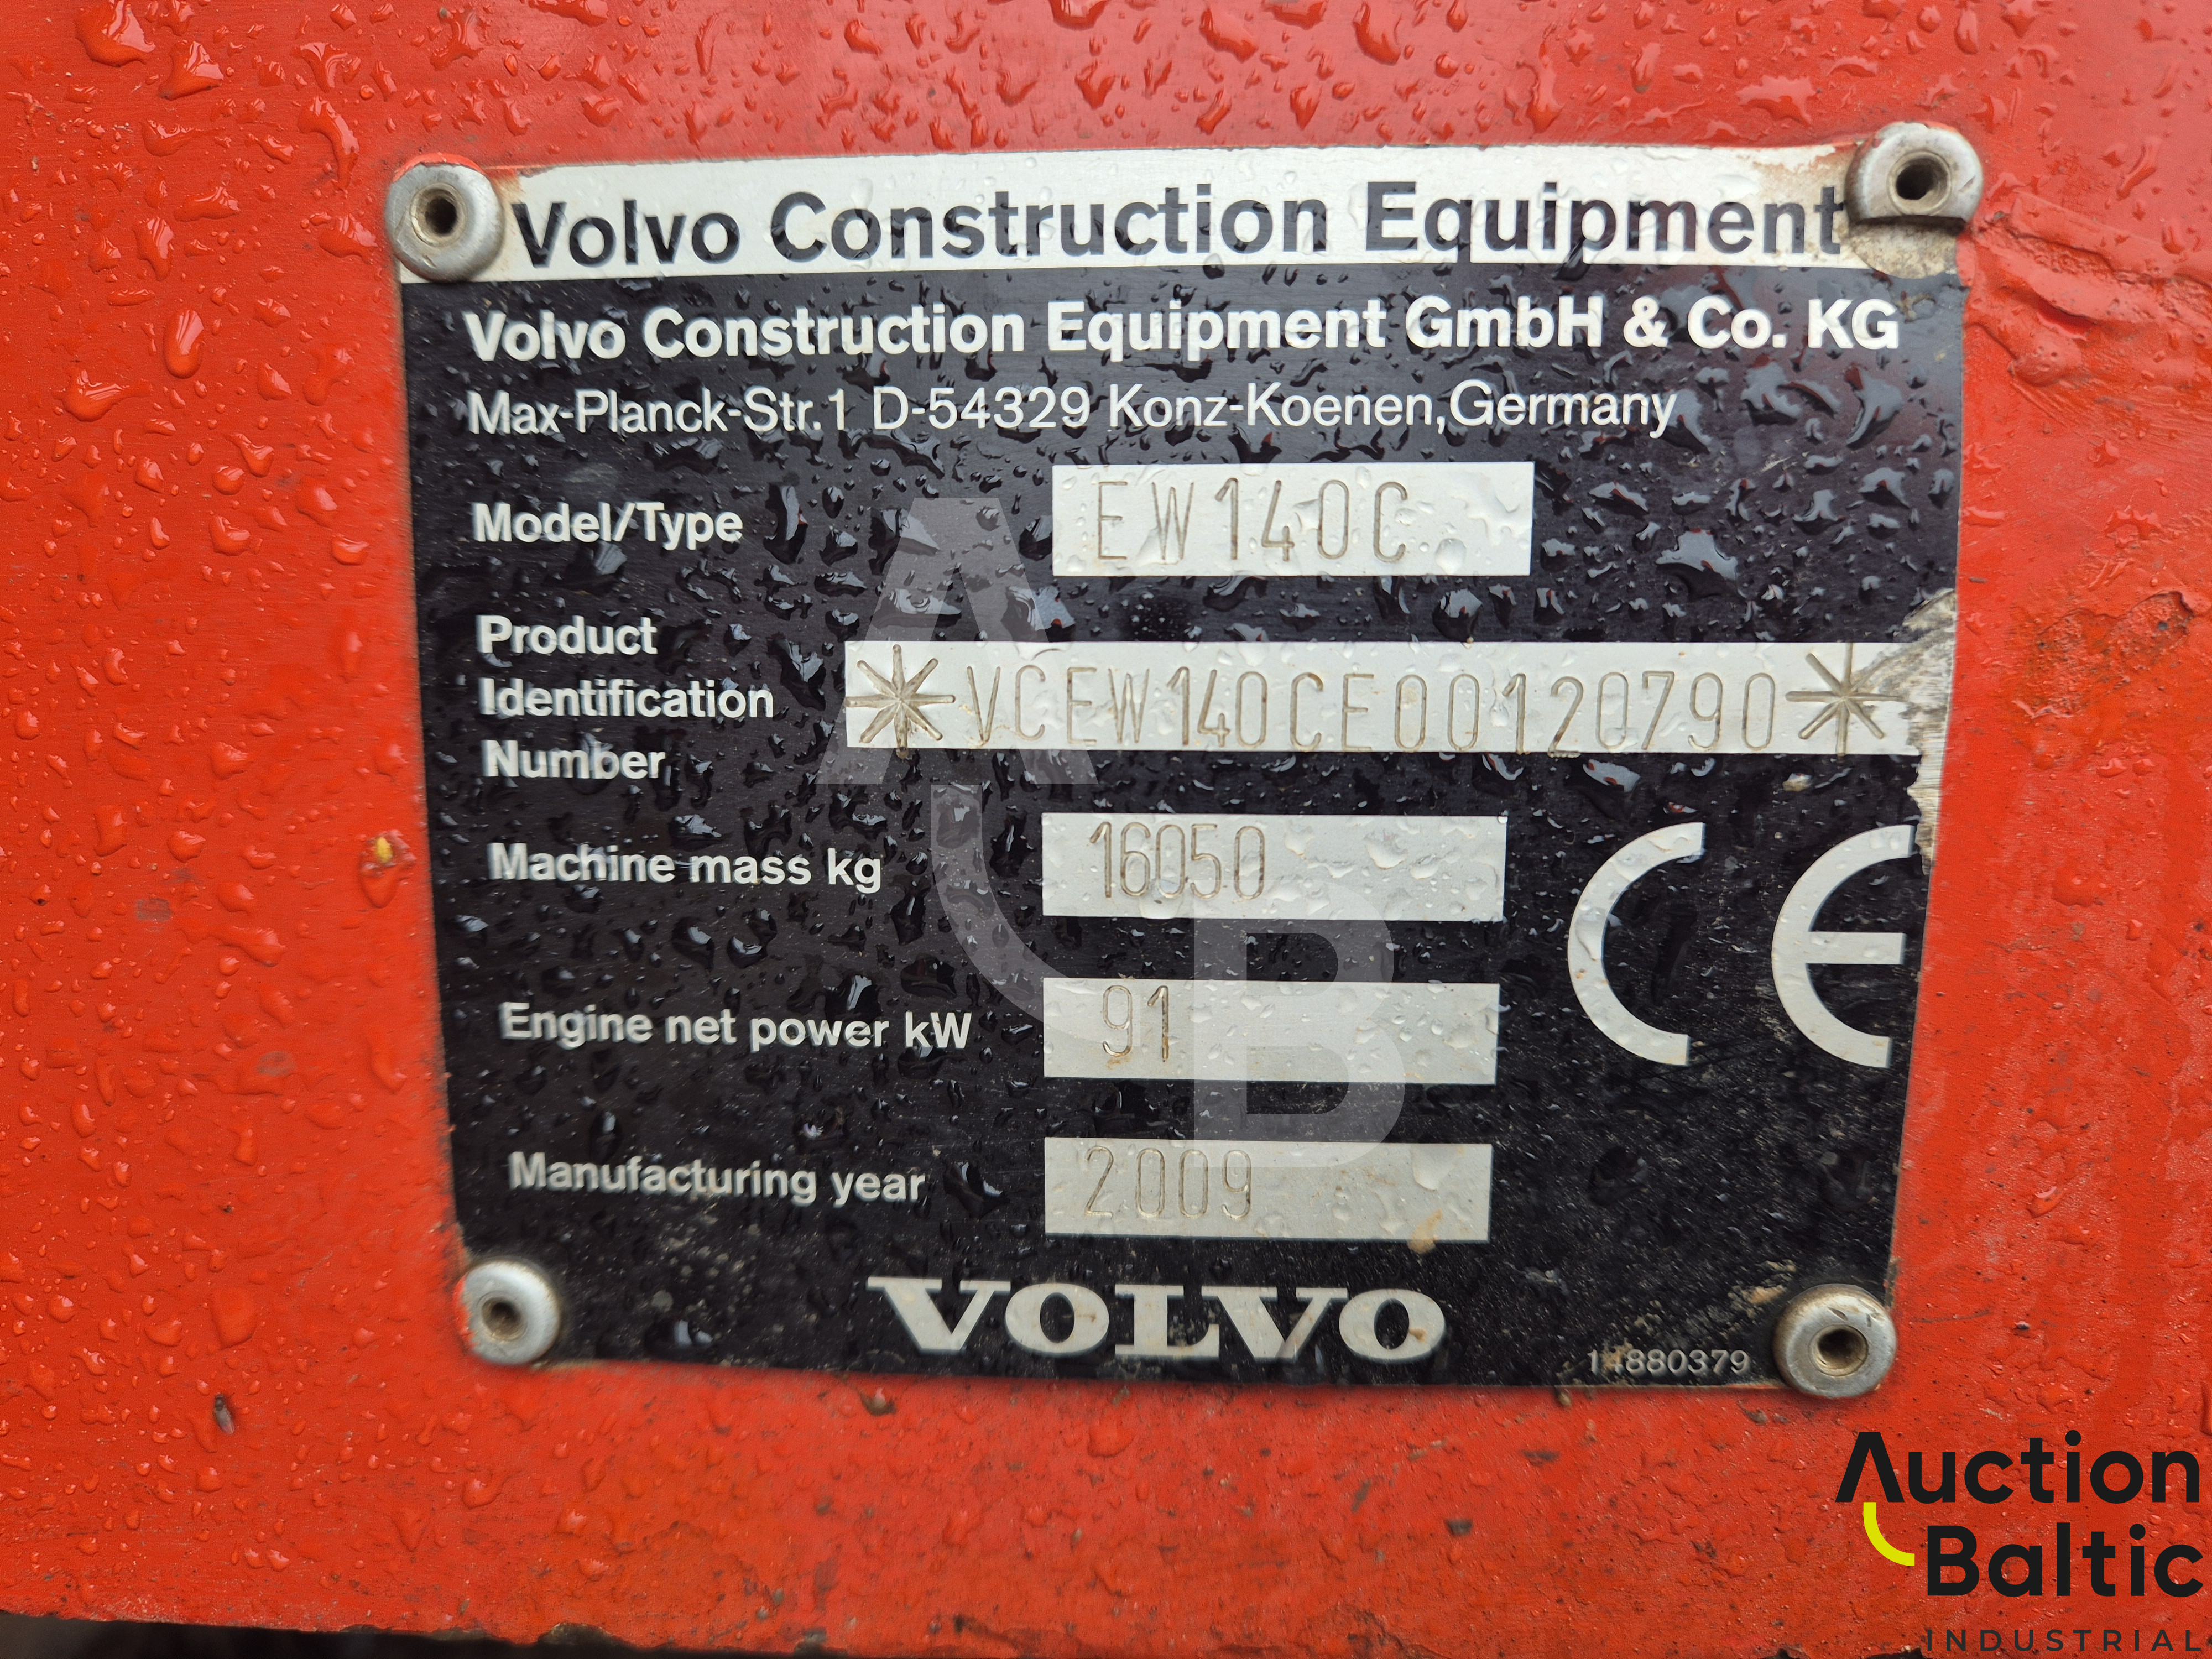 Volvo Construction Equipment
Volvo Construction Equipment GmbH & Co. KG
Max-Planck-Str.1 D-54329 Konz-Koenen,Germany
Model/Type EW140C
Product
Identification
Number
*VCEW140CE00120790*
Machine mass kg 16050
CE
Engine net power kW 91
Manufacturing year 2009
VOLVO
14880379
ACB
Auction
Baltic
INDUSTRIAL